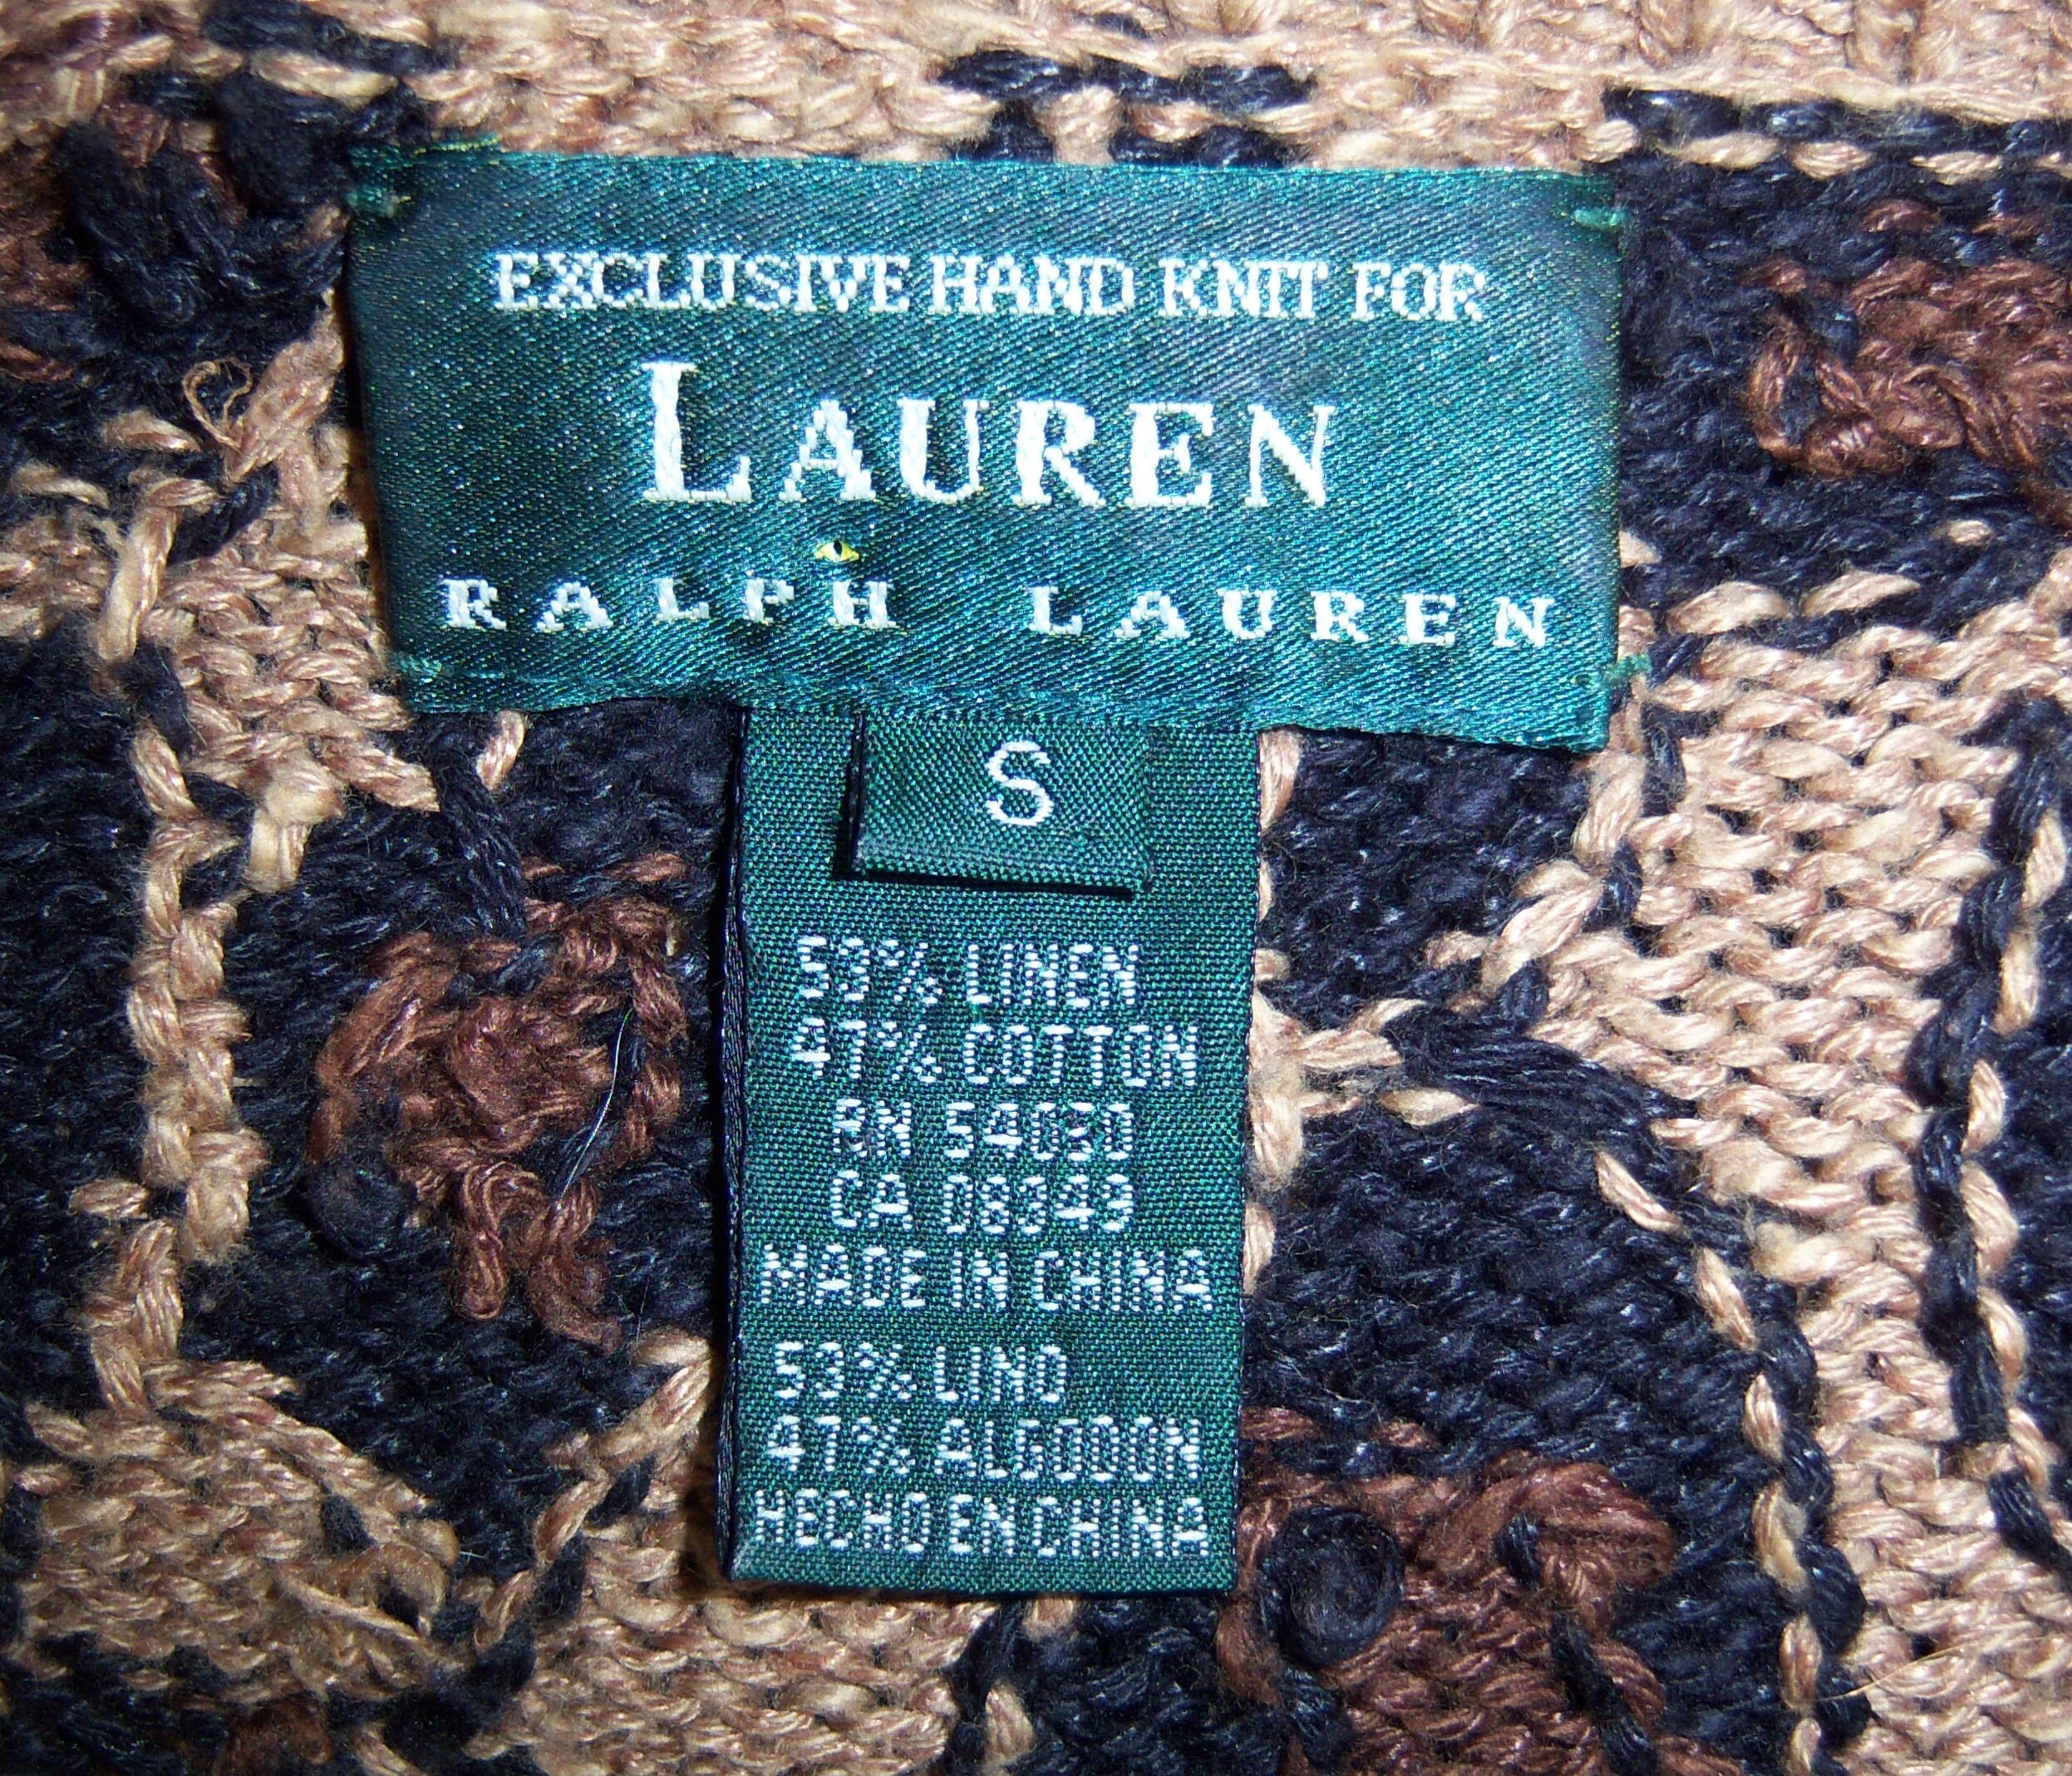 EXCLUSIVE HAND KNIT FOR
LAUREN
RALPH LAUREN
S
53% LINEN
47% COTTON
RN 54030
CA 08349
MADE IN CHINA
53% LINO
47% ALGODON
HECHO EN CHINA